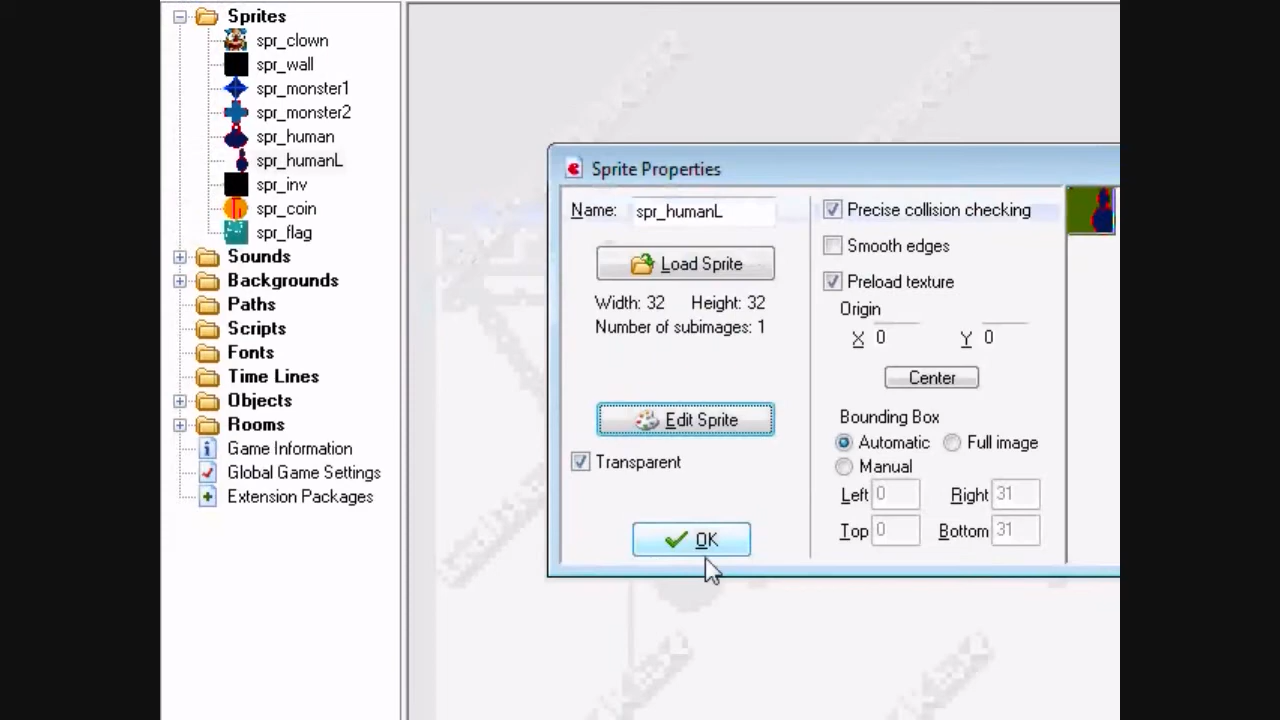 Sprites
spr_clown
spr_wall
spr_monster1
spr_monster2
spr_human
spr_humanL
spr_inv
spr_coin
spr_flag
Sounds
Backgrounds
Paths
Scripts
Fonts
Time Lines
Objects
Rooms
Game Information
Global Game Settings
Extension Packages
Sprite Properties
Name: spr_humanL
Load Sprite
Width: 32 Height: 32
Number of subimages: 1
Edit Sprite
Transparent
OK
Precise collision checking
Smooth edges
Preload texture
Origin
X 0 Y 0
Center
Bounding Box
Automatic Full image
Manual
Left 0 Right 31
Top 0 Bottom 31